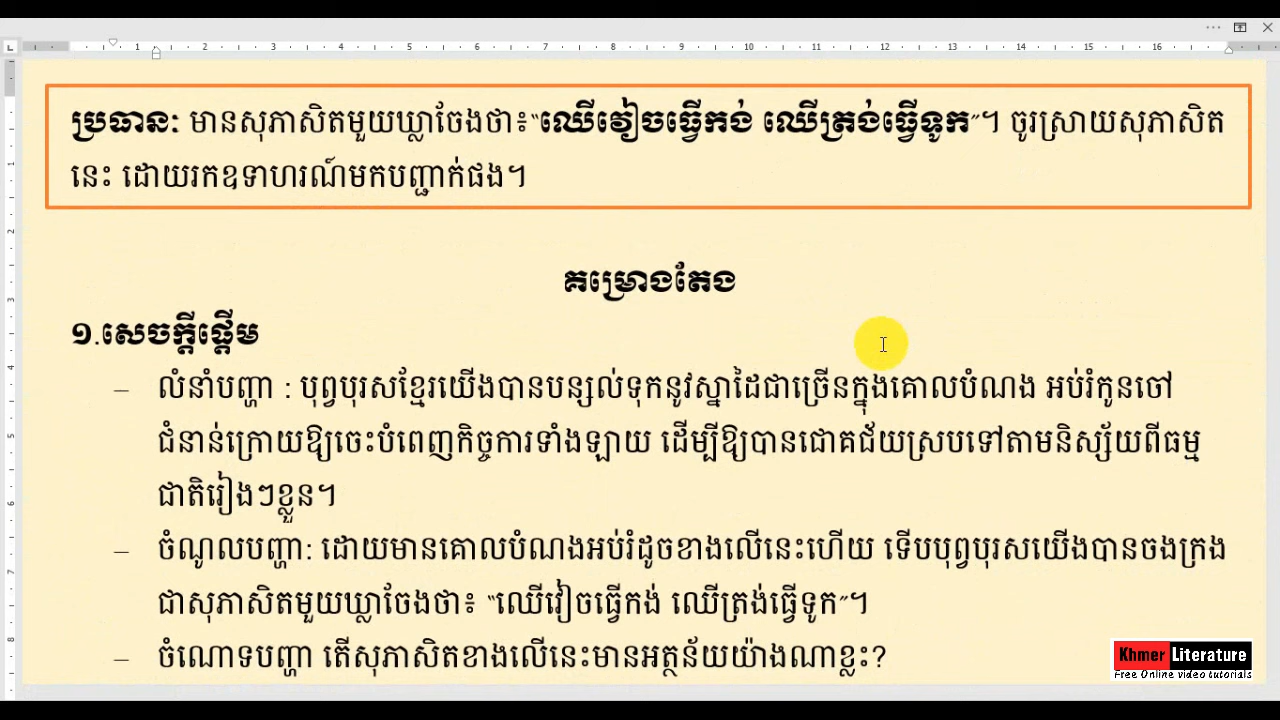 ប្រធាន: មានសុភាសិតមួយឃ្លាចែងថា៖“ឈើវៀចធ្វើកង់ ឈើត្រង់ធ្វើទូក”។ ចូរស្រាយសុភាសិត
នេះ ដោយរកឧទាហរណ៍មកបញ្ជាក់ផង។
គម្រោងតែង
១.សេចក្តីផ្តើម
– លំនាំបញ្ហា : បុព្វបុរសខ្មែរយើងបានបន្សល់ទុកនូវស្នាដៃជាច្រើនក្នុងគោលបំណង អប់រំកូនចៅ
ជំនាន់ក្រោយឱ្យចេះបំពេញកិច្ចការទាំងឡាយ ដើម្បីឱ្យបានជោគជ័យស្របទៅតាមនិស្ស័យពីធម្ម
ជាតិរៀងៗខ្លួន។
– ចំណូលបញ្ហា: ដោយមានគោលបំណងអប់រំដូចខាងលើនេះហើយ ទើបបុព្វបុរសយើងបានចងក្រង
ជាសុភាសិតមួយឃ្លាចែងថា៖ “ឈើវៀចធ្វើកង់ ឈើត្រង់ធ្វើទូក”។
– ចំណោទបញ្ហា តើសុភាសិតខាងលើនេះមានអត្ថន័យយ៉ាងណាខ្លះ?
Khmer Literature
Free Online video tutorials